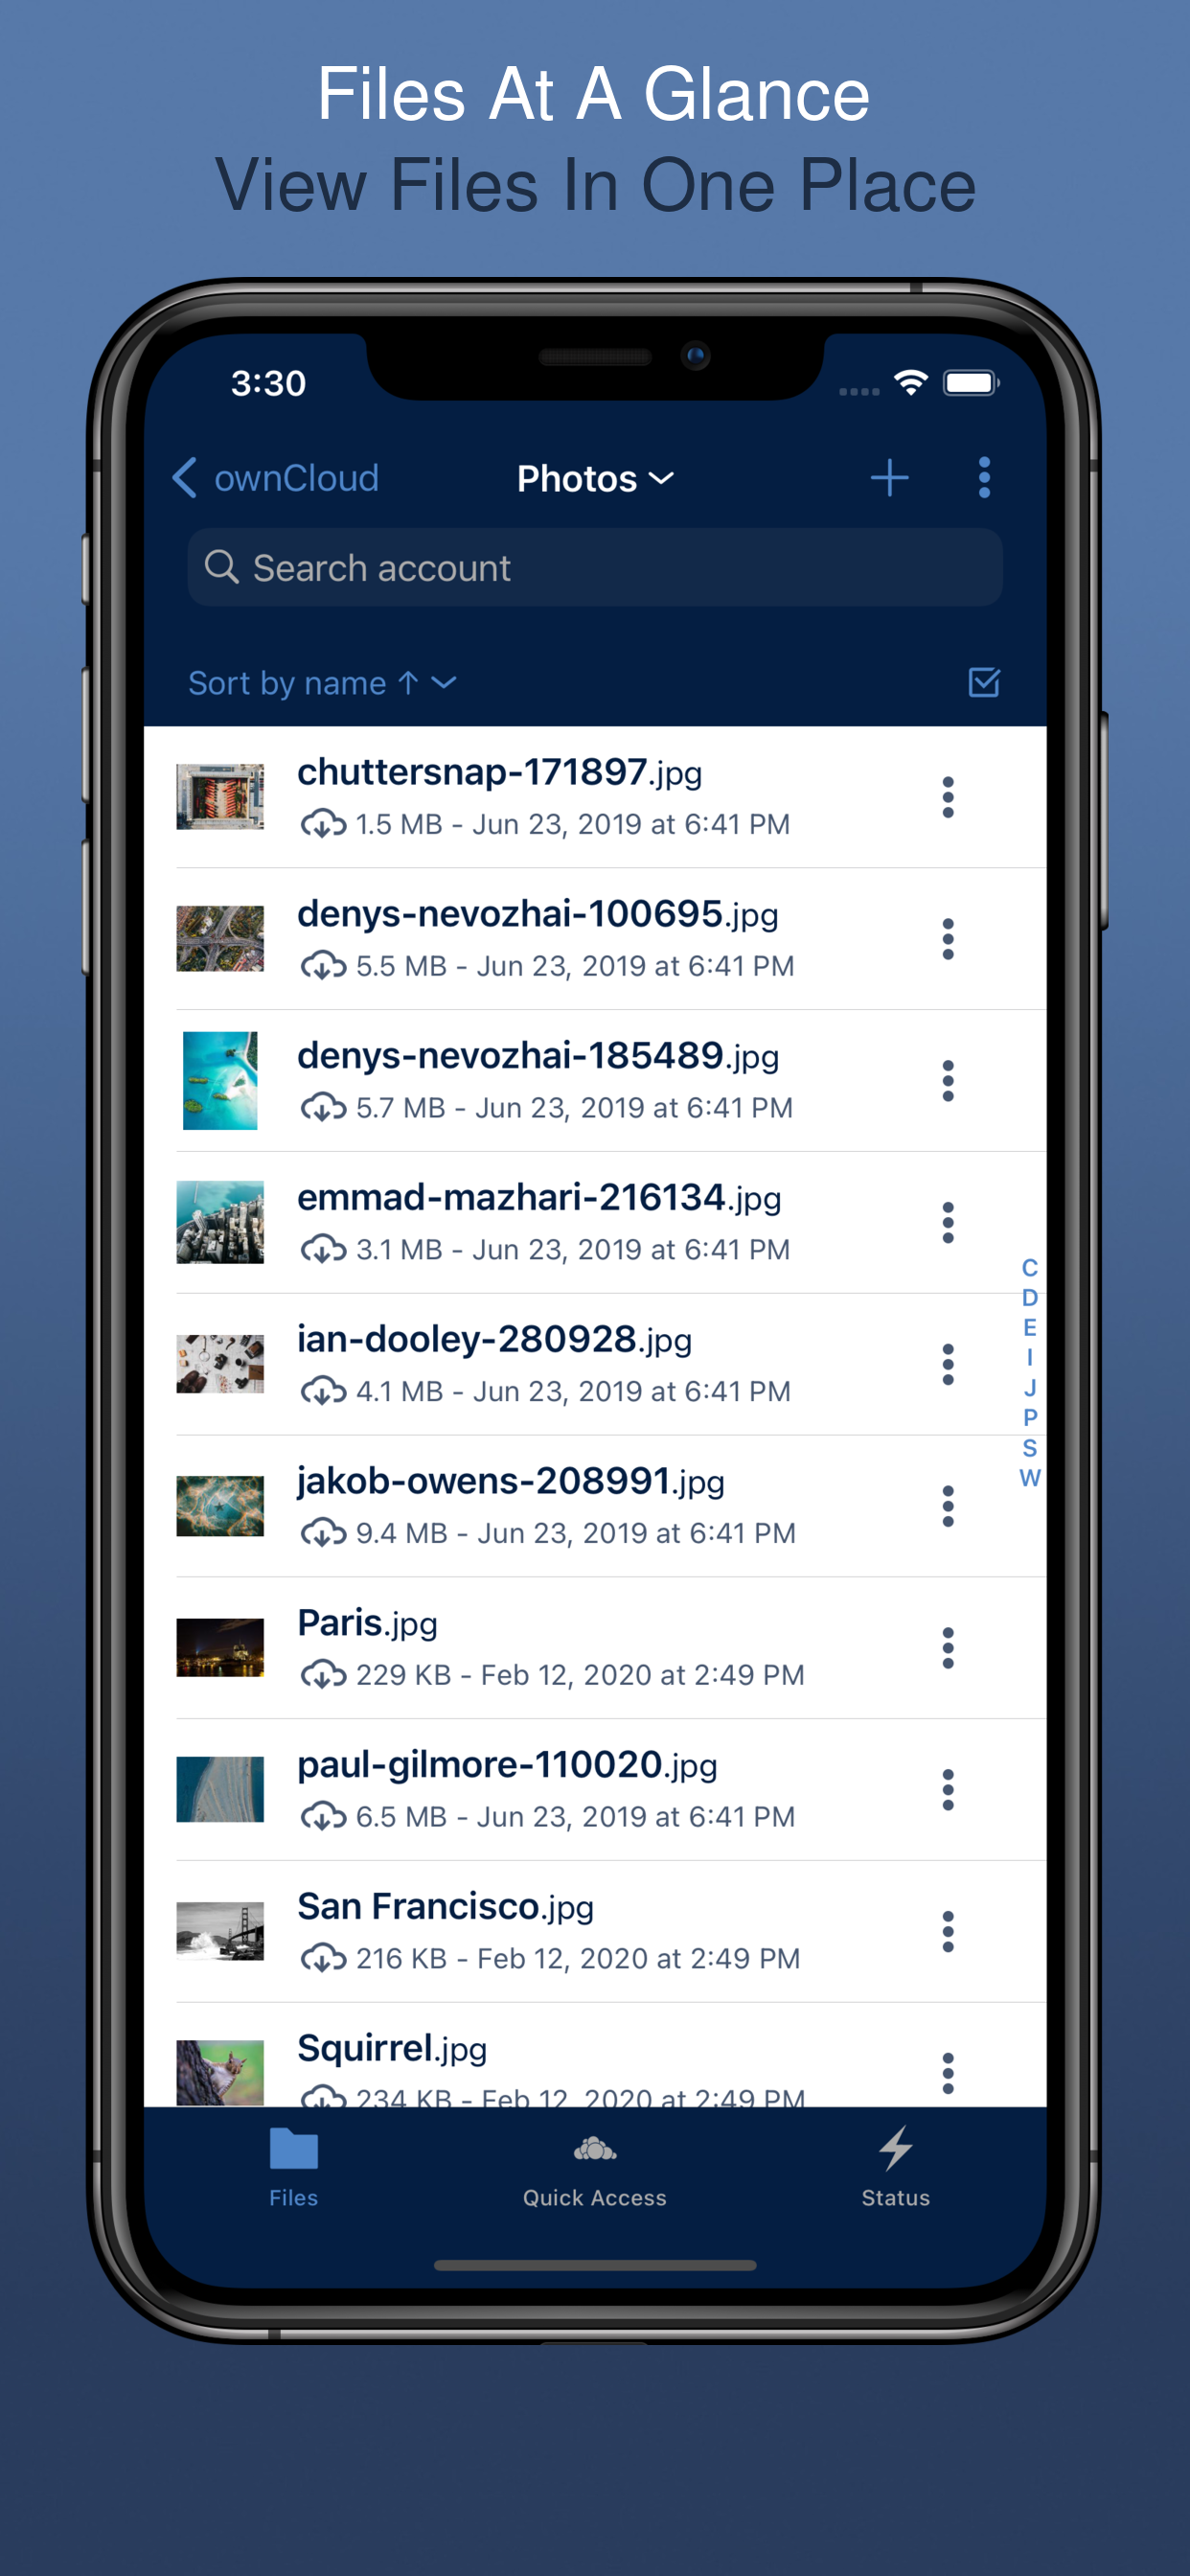 Files At A Glance
View Files In One Place
3:30
ownCloud
Photos
Search account
Sort by name ↑
chuttersnap-171897.jpg
1.5 MB - Jun 23, 2019 at 6:41 PM
denys-nevozhai-100695.jpg
5.5 MB - Jun 23, 2019 at 6:41 PM
denys-nevozhai-185489.jpg
5.7 MB - Jun 23, 2019 at 6:41 PM
emmad-mazhari-216134.jpg
3.1 MB - Jun 23, 2019 at 6:41 PM
ian-dooley-280928.jpg
4.1 MB - Jun 23, 2019 at 6:41 PM
jakob-owens-208991.jpg
9.4 MB - Jun 23, 2019 at 6:41 PM
Paris.jpg
229 KB - Feb 12, 2020 at 2:49 PM
paul-gilmore-110020.jpg
6.5 MB - Jun 23, 2019 at 6:41 PM
San Francisco.jpg
216 KB - Feb 12, 2020 at 2:49 PM
Squirrel.jpg
234 KB - Feb 12, 2020 at 2:49 PM
C
D
E
I
J
P
S
W
Files
Quick Access
Status